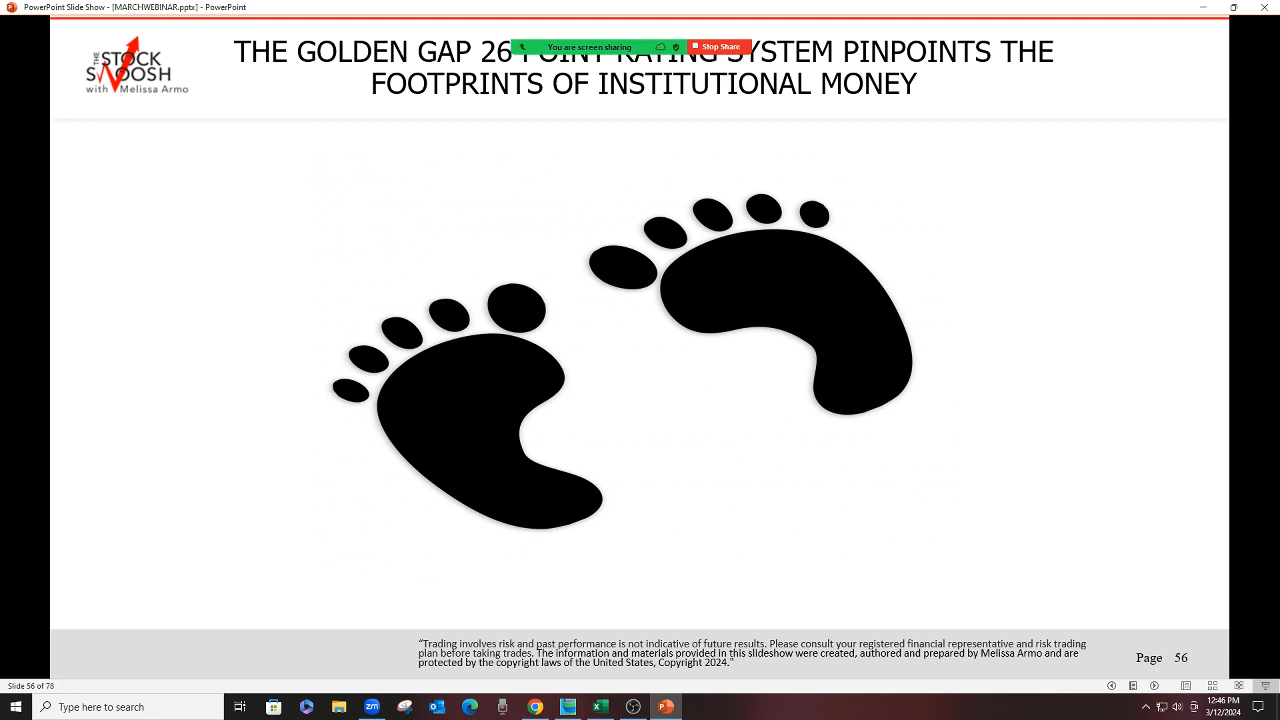 PowerPoint Slide Show - [MARCHWEBINAR.pptx] - PowerPoint
THE STOCK
SWOOSH
with Melissa Armo
You are screen sharing
Stop Share
THE GOLDEN GAP 26 POINT RATING SYSTEM PINPOINTS THE
FOOTPRINTS OF INSTITUTIONAL MONEY
“Trading involves risk and past performance is not indicative of future results. Please consult your registered financial representative and risk trading
plan before taking trades. The information and materials provided in this slideshow were created, authored and prepared by Melissa Armo and are
protected by the copyright laws of the United States, Copyright 2024."
Page 56
Slide 56 of 78
Type here to search
12:46 PM
3/12/2024